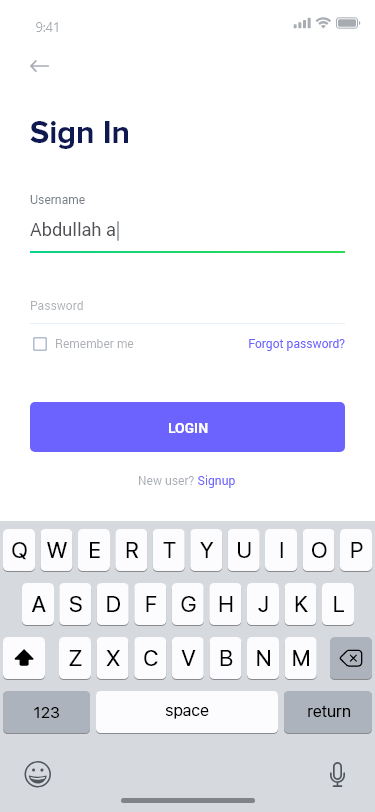 9:41
Sign In
Username
Abdullah a
Password
Remember me Forgot password?
LOGIN
New user? Signup
Q W E R T Y U I O P
A S D F G H J K L
Z X C V B N M
123 space return